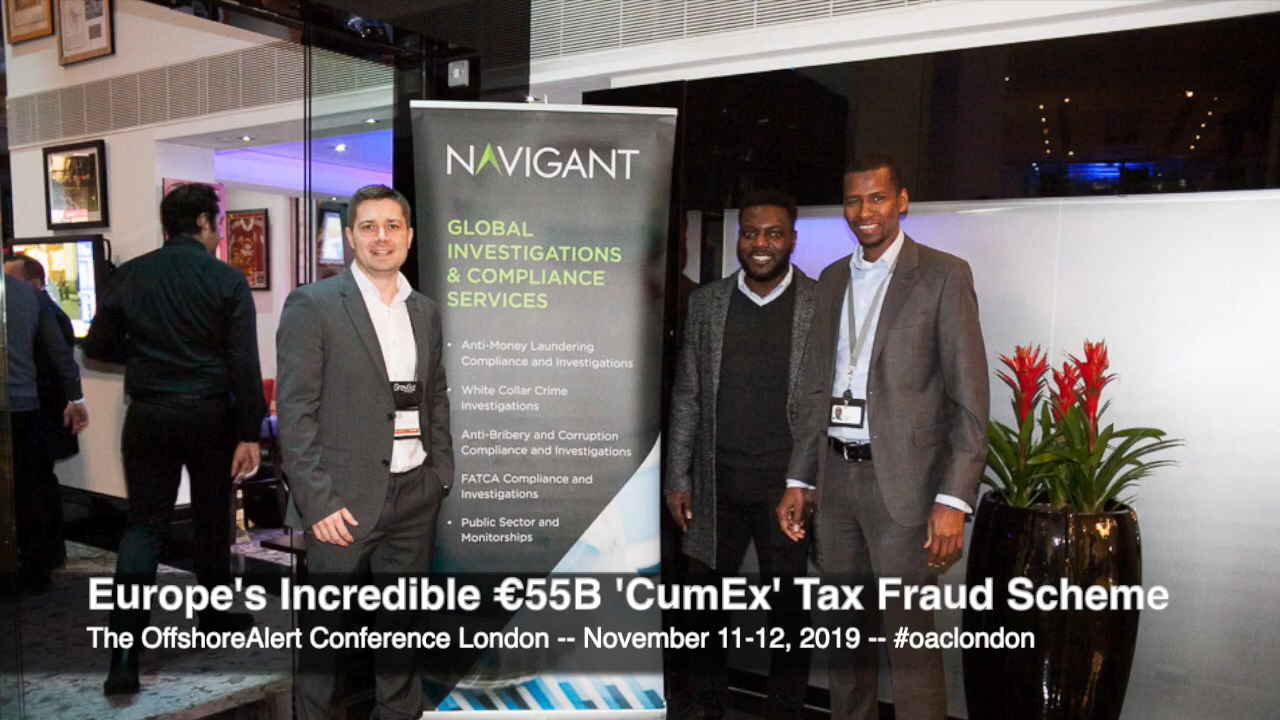 NAVIGANT
GLOBAL
INVESTIGATIONS
& COMPLIANCE
SERVICES
• Anti-Money Laundering
Compliance and Investigations
• White Collar Crime
Investigations
Anti-Bribery and Corruption
Compliance and Investigations
FATCA Compliance and
Investigations
• Public Sector and
Monitorships
Europe's Incredible €55B 'CumEx' Tax Fraud Scheme
The OffshoreAlert Conference London -- November 11-12, 2019 -- #oaclondon